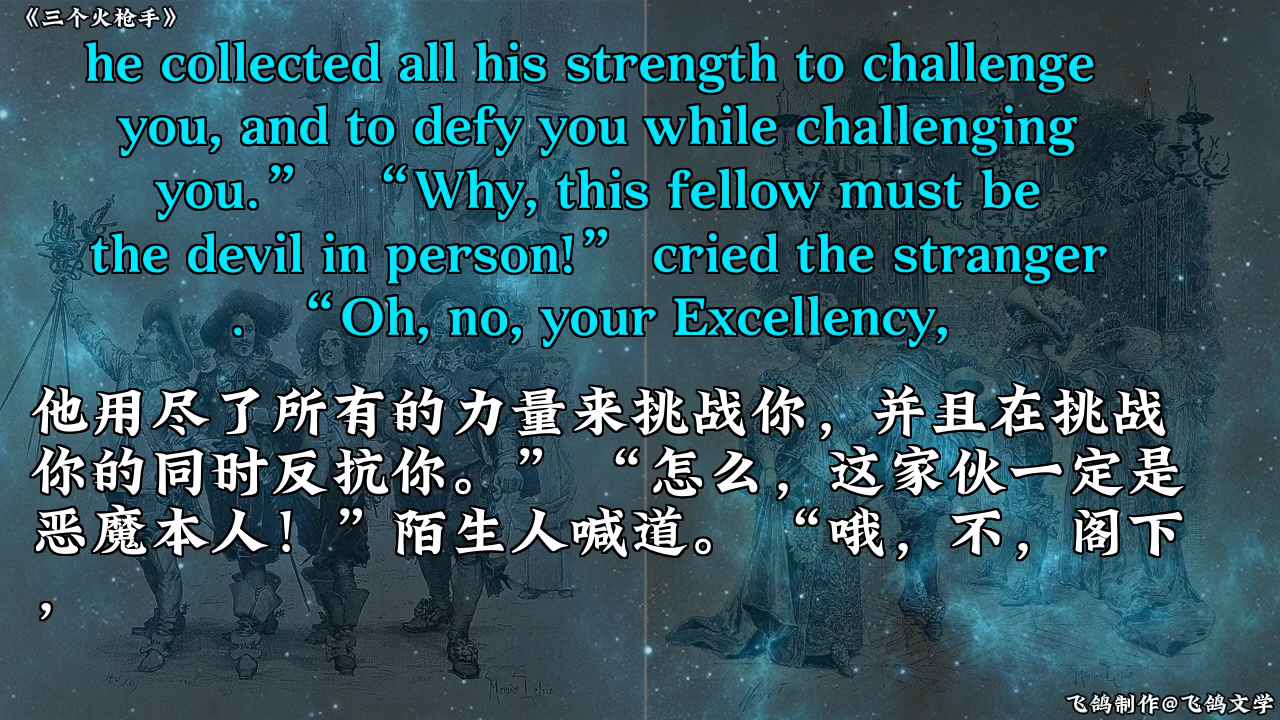 《三个火枪手》
he collected all his strength to challenge
you, and to defy you while challenging
you.” “Why, this fellow must be
the devil in person!” cried the stranger
. “Oh, no, your Excellency,
他用尽了所有的力量来挑战你，并且在挑战
你的同时反抗你。” “怎么，这家伙一定是
恶魔本人！”陌生人喊道。 “哦，不，阁下
，
飞鸽制作@飞鸽文学